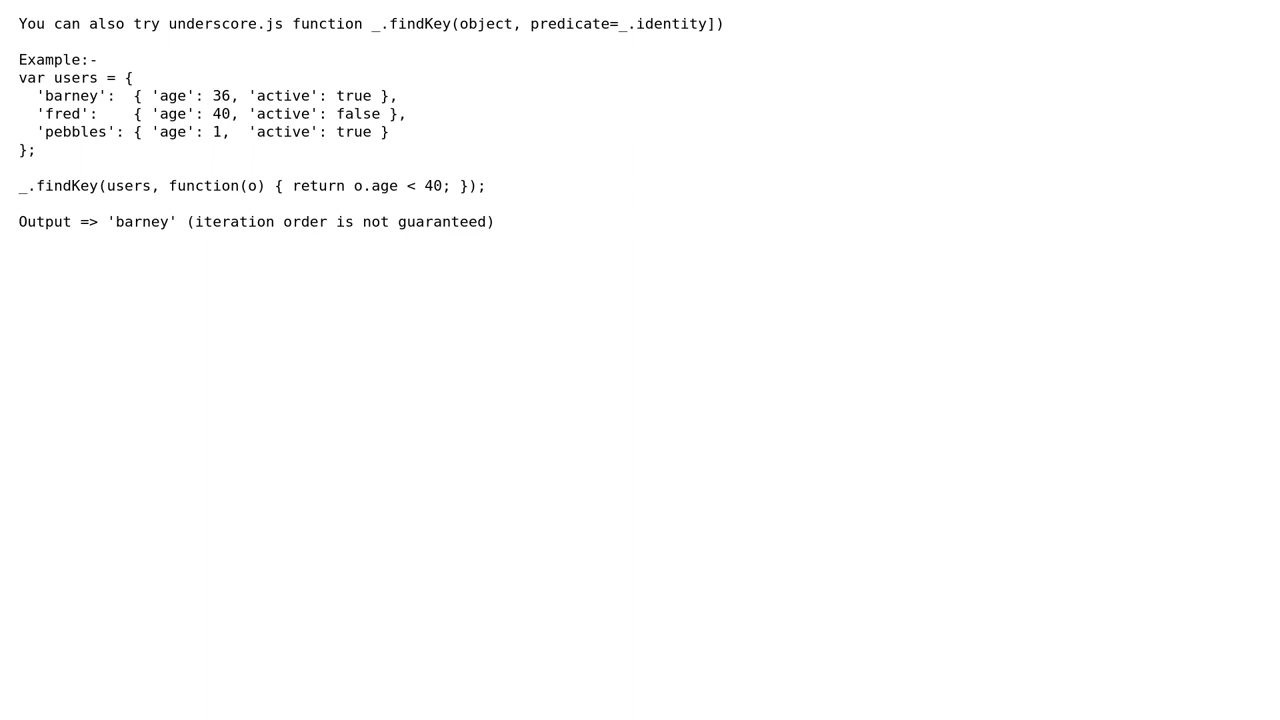 You can also try underscore.js function _.findKey(object, predicate=_.identity])

Example:-
var users = {
  'barney':  { 'age': 36, 'active': true },
  'fred':    { 'age': 40, 'active': false },
  'pebbles': { 'age': 1,  'active': true }
};

_.findKey(users, function(o) { return o.age < 40; });

Output => 'barney' (iteration order is not guaranteed)